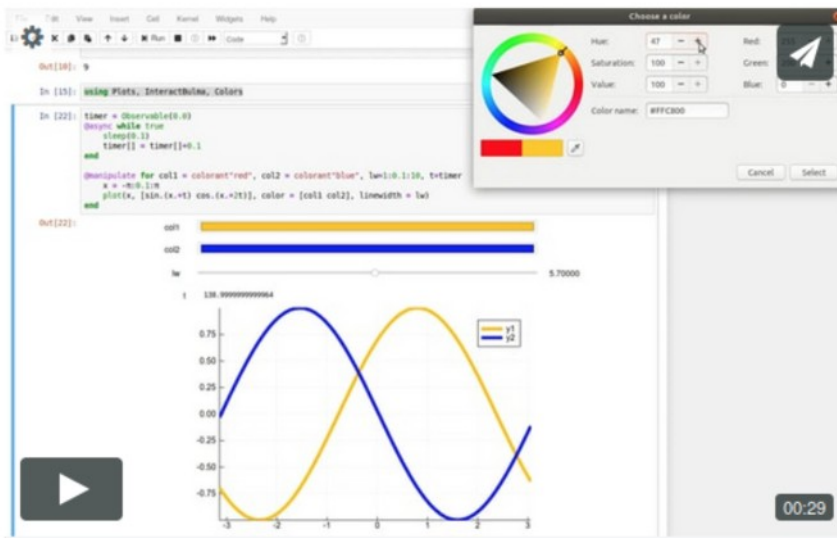 View Insert Cell Kernel Widgets Help
Run Code
Out[10]: 9
In [15]: using Plots, InteractBulma, Colors
In [22]: timer = Observable(0.0)
@async while true
sleep(0.1)
timer[] = timer[]+0.1
end
@manipulate for col1 = colorant"red", col2 = colorant"blue", lw=1:0.1:10, t=timer
x = -π:0.1:π
plot(x, [sin.(x.+t) cos.(x.+2t)], color = [col1 col2], linewidth = lw)
end
Out[22]:
col1
col2
lw 5.70000
t 138.9999999999964
y1
y2
0.75
0.50
0.25
0.00
-0.25
-0.50
-0.75
-3 -2 -1 0 1 2 3
Choose a color
Hue: 47 - + Red:
Saturation: 100 - + Green:
Value: 100 - + Blue: 0 - +
Color name: #FFC800
Cancel Select
00:29